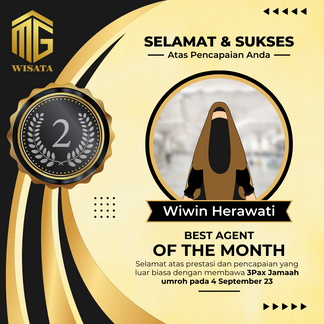 MG
WISATA
SELAMAT & SUKSES
Atas Pencapaian Anda
2
Wiwin Herawati
BEST AGENT
OF THE MONTH
Selamat atas prestasi dan pencapaian yang
luar biasa dengan membawa 3Pax Jamaah
umroh pada 4 September 23